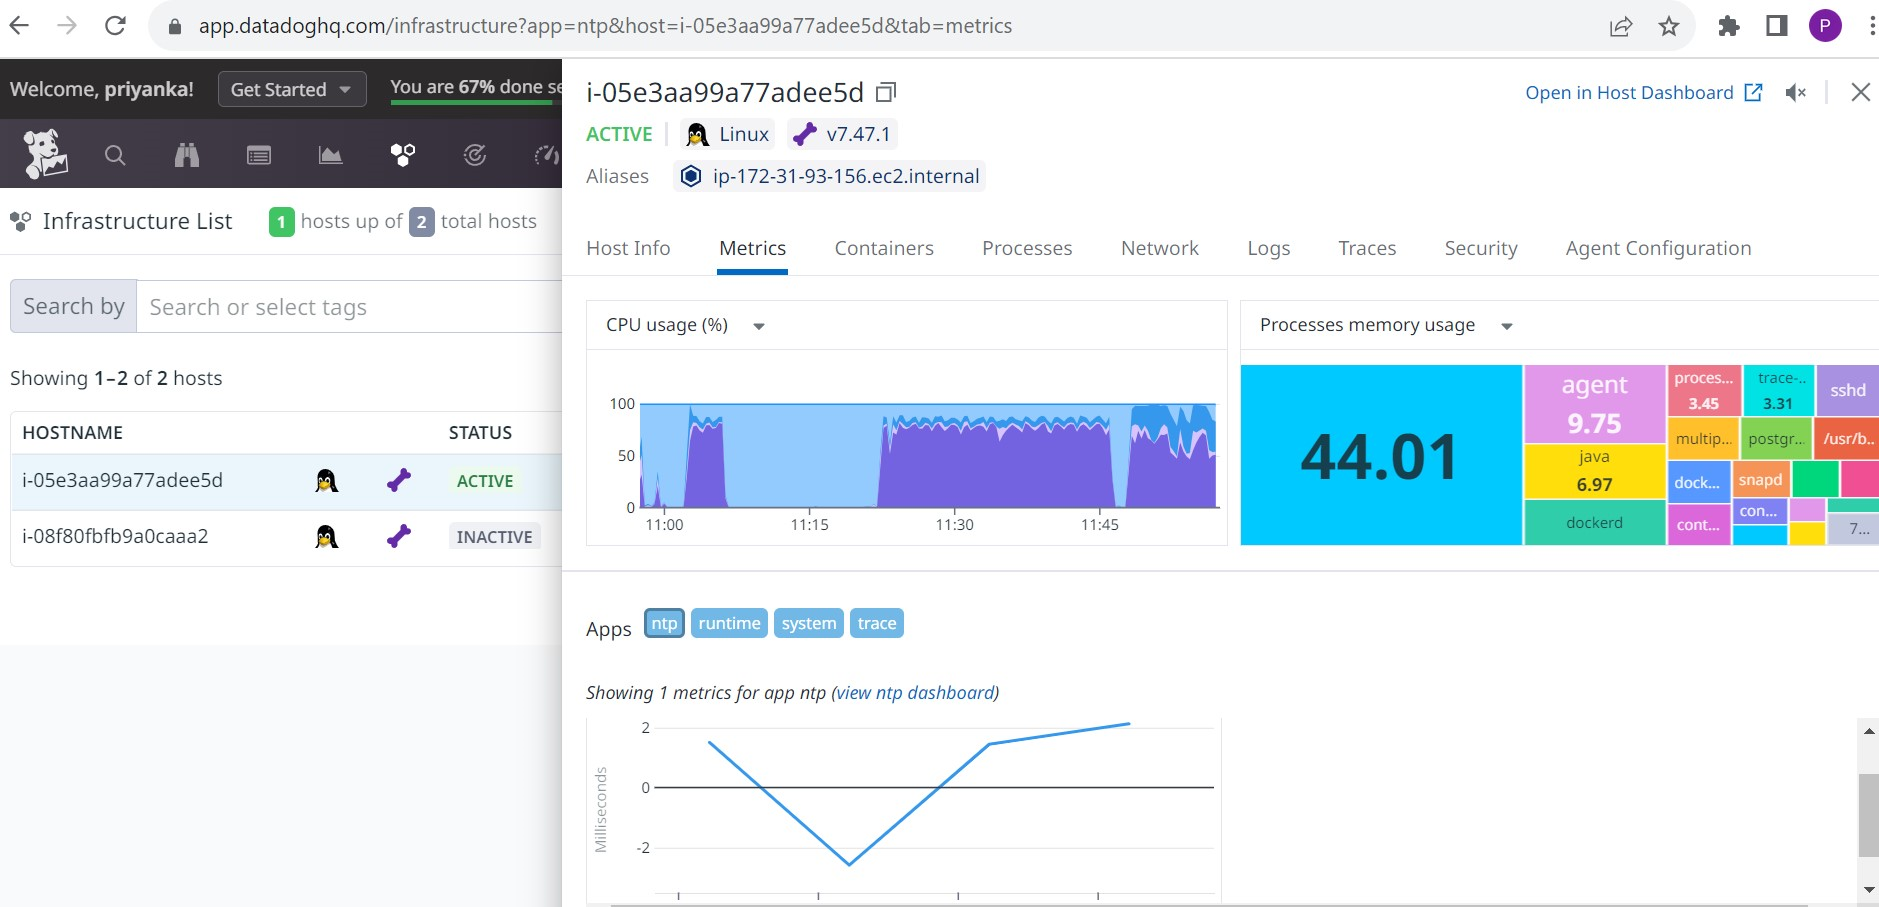 app.datadoghq.com/infrastructure?app=ntp&host=i-05e3aa99a77adee5d&tab=metrics
P
Welcome, priyanka!
Get Started
You are 67% done se
Infrastructure List
1 hosts up of 2 total hosts
Search by
Search or select tags
Showing 1–2 of 2 hosts
HOSTNAME STATUS
i-05e3aa99a77adee5d ACTIVE
i-08f80fbfb9a0caaa2 INACTIVE
i-05e3aa99a77adee5d
Open in Host Dashboard
ACTIVE Linux v7.47.1
Aliases ip-172-31-93-156.ec2.internal
Host Info Metrics Containers Processes Network Logs Traces Security Agent Configuration
CPU usage (%)
100
50
0
11:00 11:15 11:30 11:45
Processes memory usage
44.01
agent
9.75
java
6.97
dockerd
proces...
3.45
trace-..
3.31
sshd
multip...
postgr...
/usr/b..
dock...
snapd
cont...
con...
7...
Apps ntp runtime system trace
Showing 1 metrics for app ntp (view ntp dashboard)
Milliseconds
2
0
-2